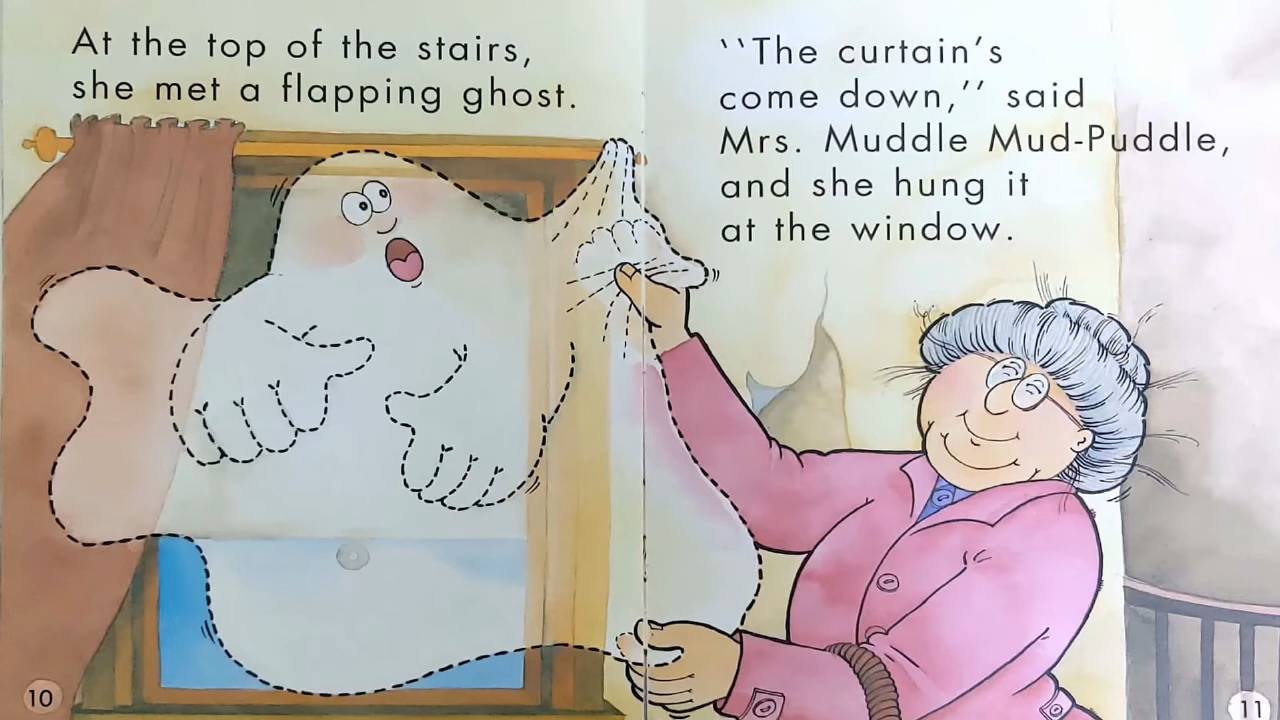 At the top of the stairs,
she met a flapping ghost.
‘‘The curtain’s
come down,’’ said
Mrs. Muddle Mud-Puddle,
and she hung it
at the window.
10
11